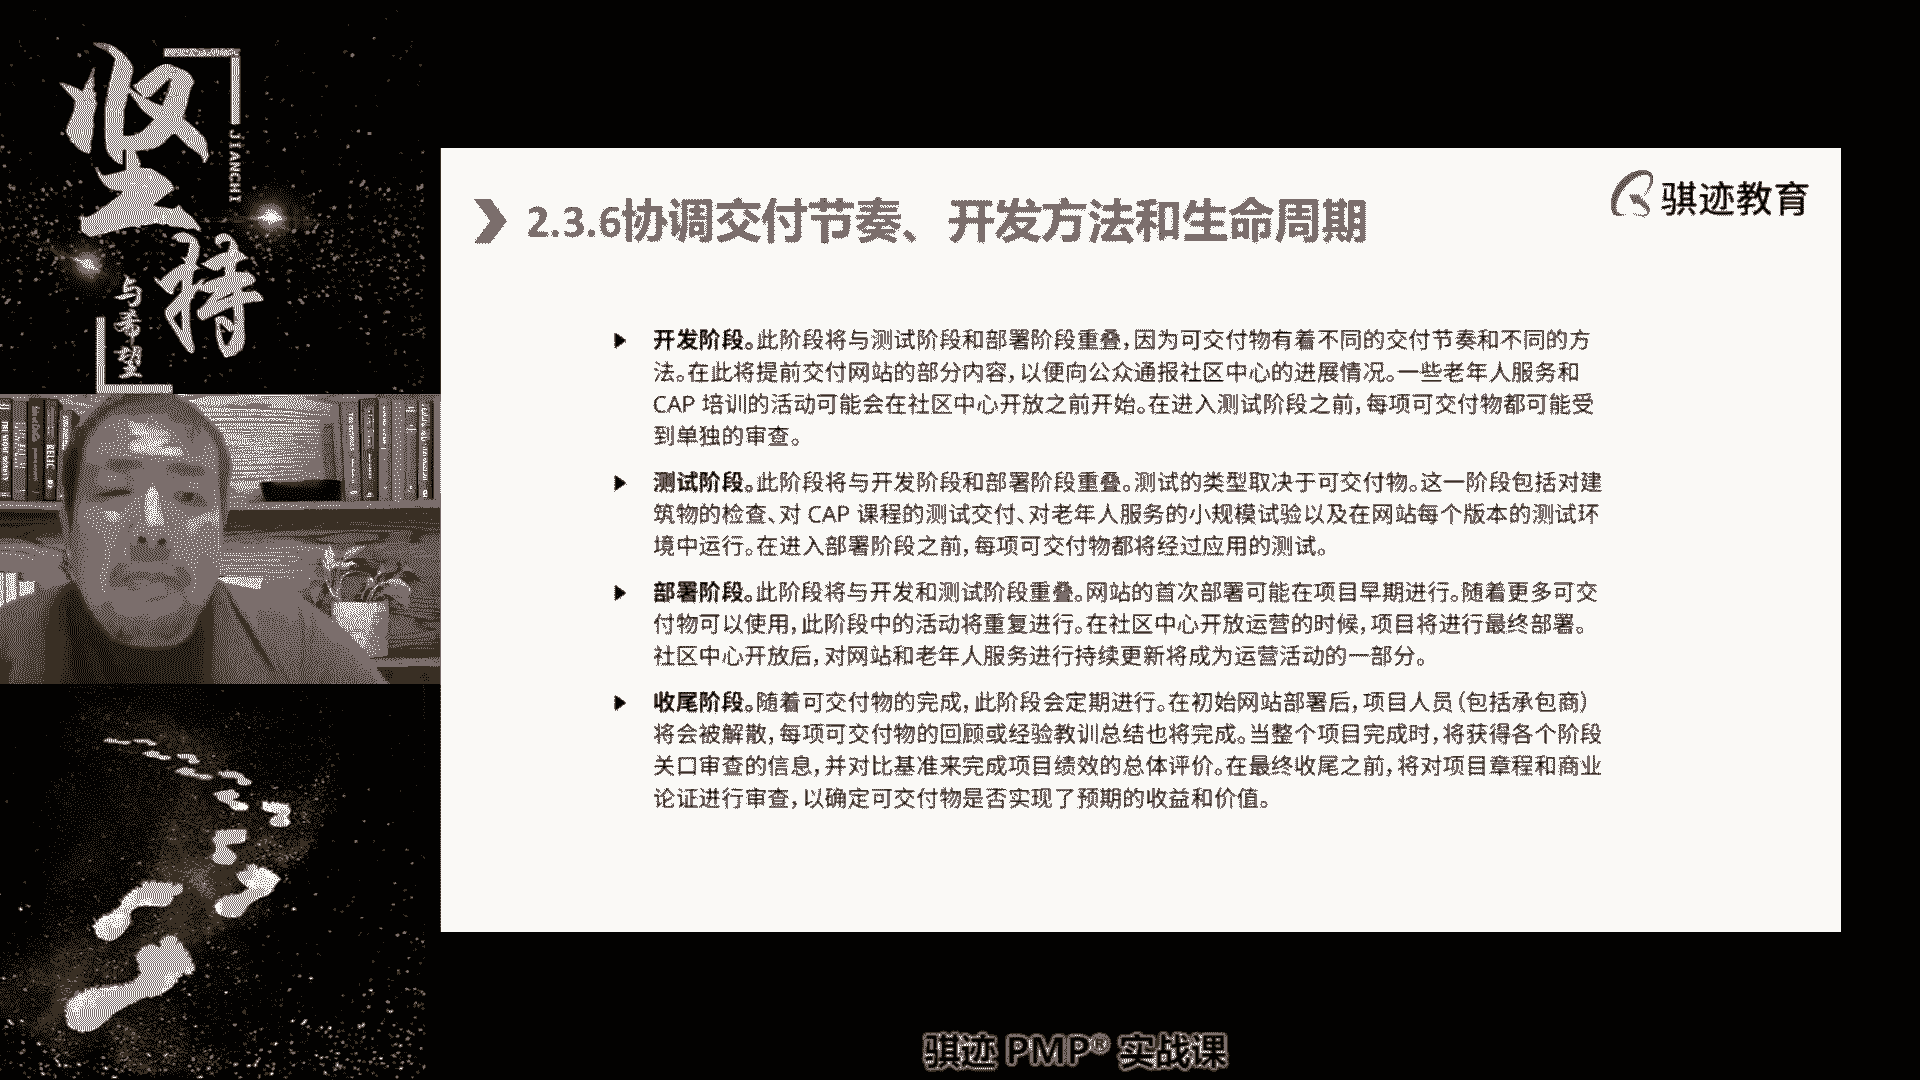 坚持
JIANCHI
与希望
骐迹教育
2.3.6协调交付节奏、开发方法和生命周期
开发阶段。此阶段将与测试阶段和部署阶段重叠，因为可交付物有着不同的交付节奏和不同的方
法。在此将提前交付网站的部分内容，以便向公众通报社区中心的进展情况。一些老年人服务和
CAP 培训的活动可能会在社区中心开放之前开始。在进入测试阶段之前，每项可交付物都可能受
到单独的审查。
测试阶段。此阶段将与开发阶段和部署阶段重叠。测试的类型取决于可交付物。这一阶段包括对建
筑物的检查、对 CAP 课程的测试交付、对老年人服务的小规模试验以及在网站每个版本的测试环
境中运行。在进入部署阶段之前，每项可交付物都将经过应用的测试。
部署阶段。此阶段将与开发和测试阶段重叠。网站的首次部署可能在项目早期进行。随着更多可交
付物可以使用，此阶段中的活动将重复进行。在社区中心开放运营的时候，项目将进行最终部署。
社区中心开放后，对网站和老年人服务进行持续更新将成为运营活动的一部分。
收尾阶段。随着可交付物的完成，此阶段会定期进行。在初始网站部署后，项目人员（包括承包商）
将会被解散，每项可交付物的回顾或经验教训总结也将完成。当整个项目完成时，将获得各个阶段
关口审查的信息，并对比基准来完成项目绩效的总体评价。在最终收尾之前，将对项目章程和商业
论证进行审查，以确定可交付物是否实现了预期的收益和价值。
骐迹 PMP® 实战课